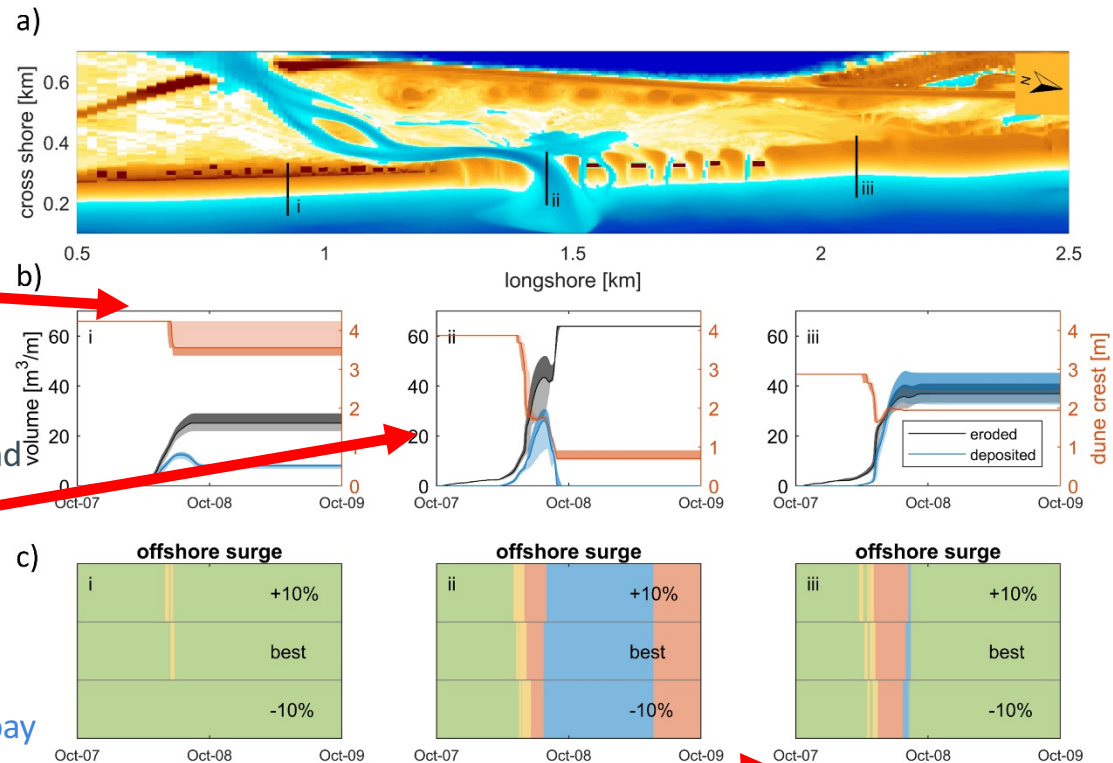 a)
cross shore [km]
0.6
0.4
0.2
N
i
ii
iii
0.5 1 1.5 2 2.5
longshore [km]
b)
volume [m³/m]
60
40
20
0
i
4
3
2
1
0
Oct-07 Oct-08 Oct-09
60
40
20
0
ii
4
3
2
1
0
Oct-07 Oct-08 Oct-09
60
40
20
0
iii
4
3
2
1
0
dune crest [m]
eroded
deposited
Oct-07 Oct-08 Oct-09
c)
offshore surge
i
+10%
best
-10%
Oct-07 Oct-08 Oct-09
offshore surge
ii
+10%
best
-10%
Oct-07 Oct-08 Oct-09
offshore surge
iii
+10%
best
-10%
Oct-07 Oct-08 Oct-09